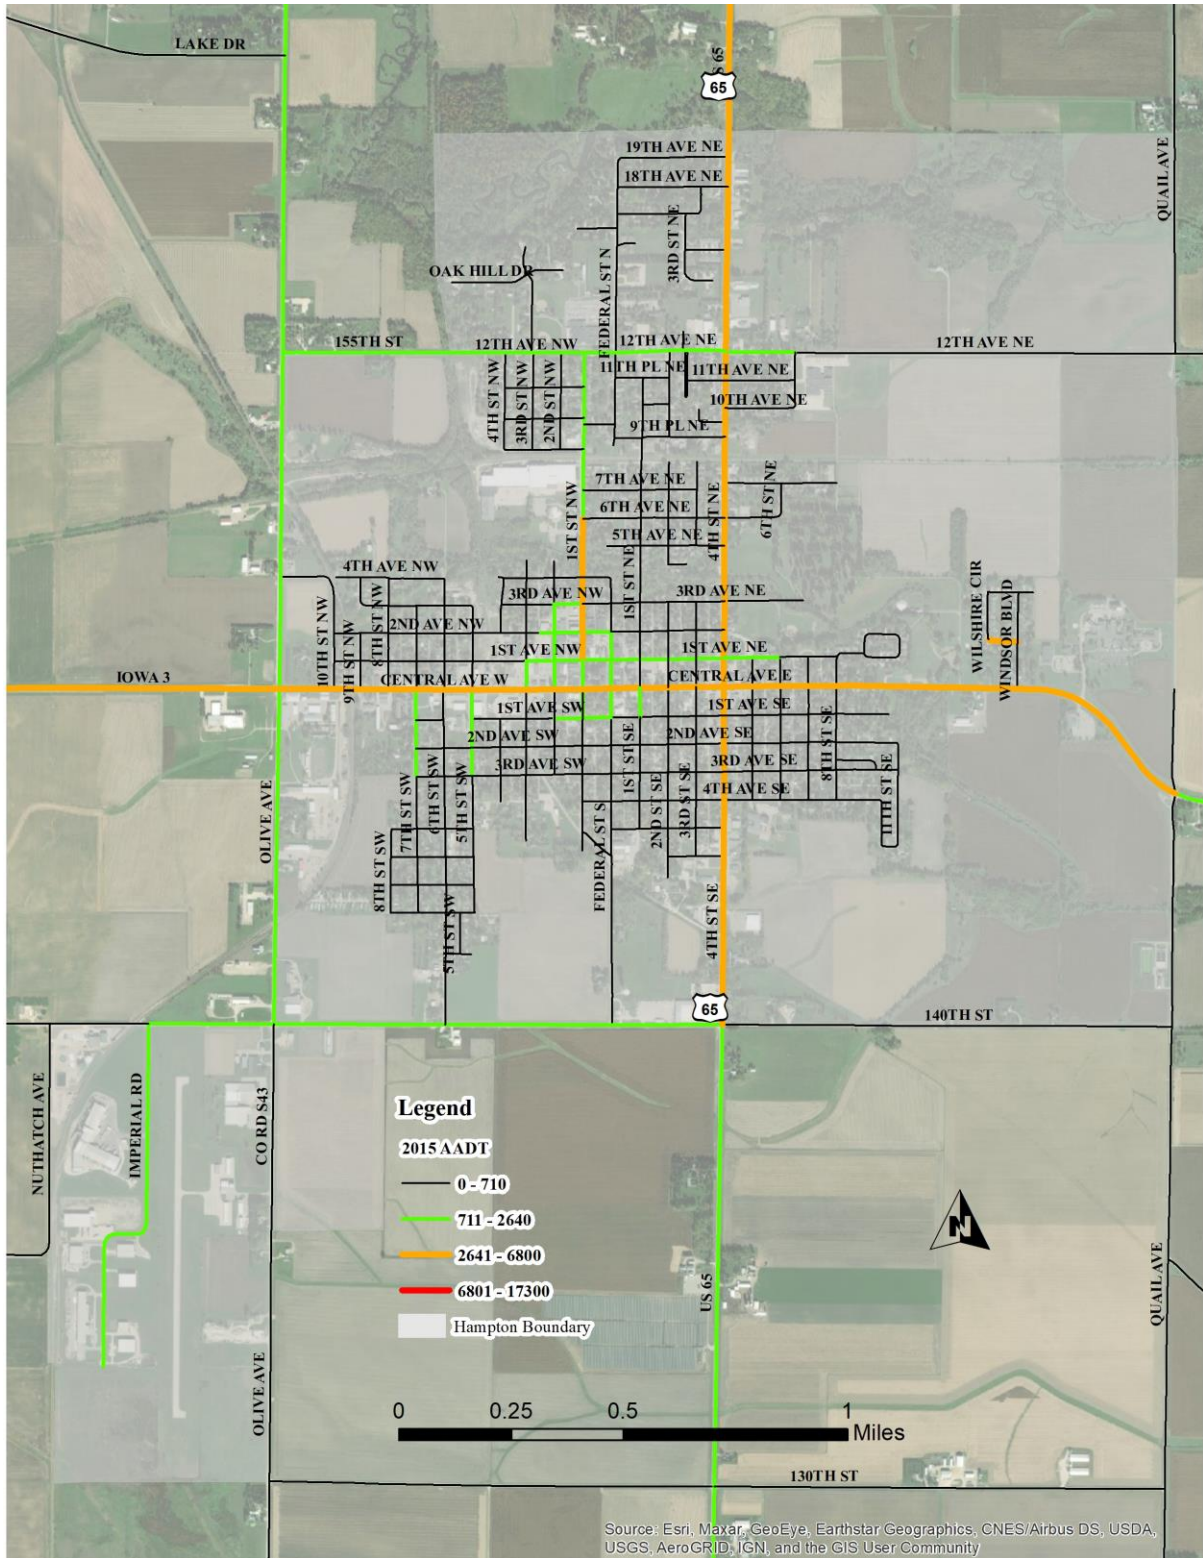 LAKE DR
US 65
65
19TH AVE NE
18TH AVE NE
QUAIL AVE
3RD ST NE
FEDERAL ST N
OAK HILL DR
155TH ST
12TH AVE NW
12TH AVE NE
12TH AVE NE
11TH PL NE
11TH AVE NE
4TH ST NW
3RD ST NW
2ND ST NW
10TH AVE NE
9TH PL NE
7TH AVE NE
6TH ST NE
1ST ST NW
6TH AVE NE
4TH ST NE
5TH AVE NE
4TH AVE NW
1ST ST NE
3RD AVE NW
3RD AVE NE
WILSHIRE CIR
WINDSOR BLVD
10TH ST NW
9TH ST NW
8TH ST NW
2ND AVE NW
1ST AVE NW
1ST AVE NE
IOWA 3
CENTRAL AVE W
CENTRAL AVE E
1ST AVE SW
1ST AVE SE
2ND AVE SW
2ND AVE SE
1ST ST SE
8TH ST SE
3RD AVE SW
3RD AVE SE
OLIVE AVE
7TH ST SW
6TH ST SW
5TH ST SW
4TH AVE SE
2ND ST SE
3RD ST SE
11TH ST SE
8TH ST SW
FEDERAL ST S
5TH ST SW
4TH ST SE
65
140TH ST
NUTHATCH AVE
IMPERIAL RD
CO RD S43
Legend
2015 AADT
0 - 710
711 - 2640
2641 - 6800
6801 - 17300
Hampton Boundary
N
US 65
QUAIL AVE
OLIVE AVE
0 0.25 0.5 1
Miles
130TH ST
Source: Esri, Maxar, GeoEye, Earthstar Geographics, CNES/Airbus DS, USDA,
USGS, AeroGRID, IGN, and the GIS User Community